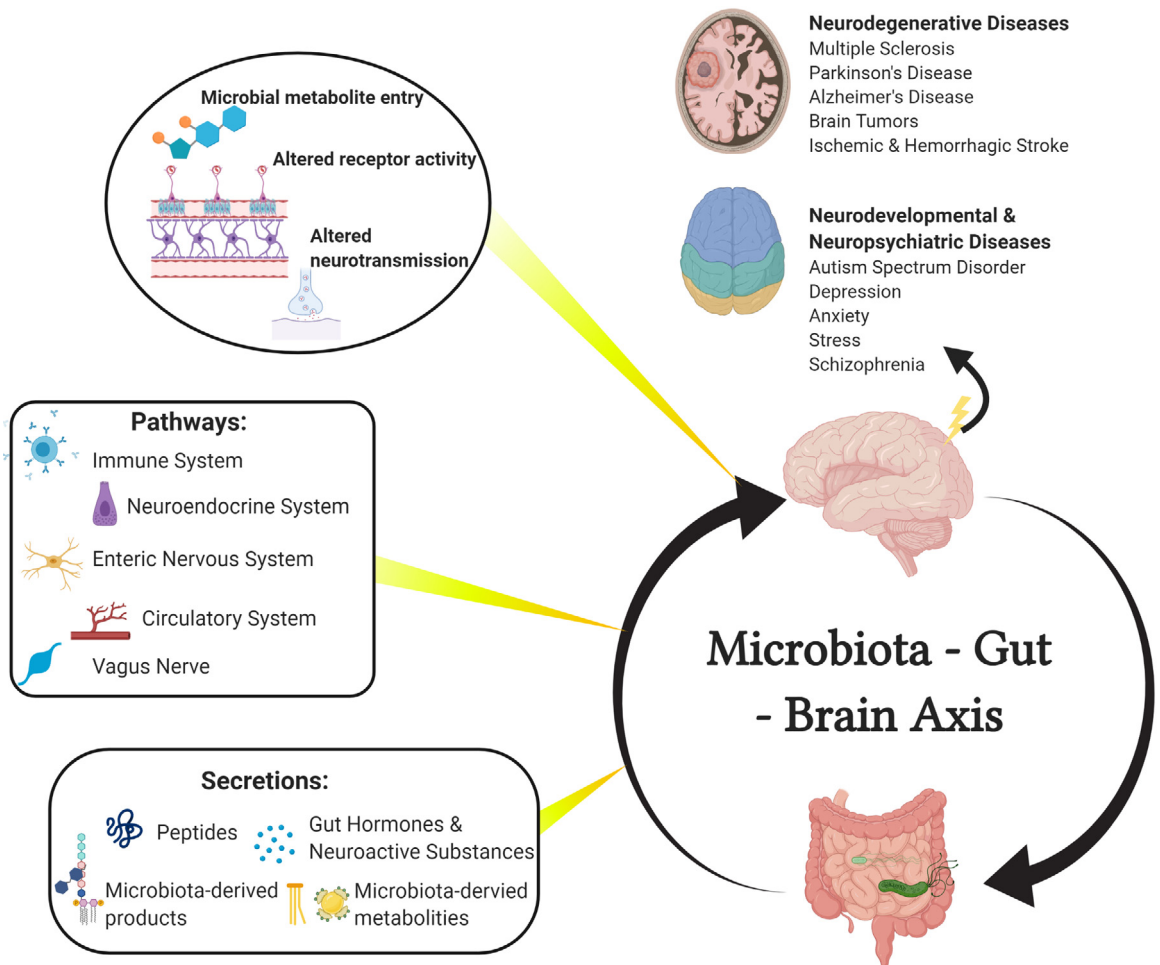 Neurodegenerative Diseases
Multiple Sclerosis
Parkinson's Disease
Alzheimer's Disease
Brain Tumors
Ischemic & Hemorrhagic Stroke
Neurodevelopmental &
Neuropsychiatric Diseases
Autism Spectrum Disorder
Depression
Anxiety
Stress
Schizophrenia
Microbial metabolite entry
Altered receptor activity
Altered
neurotransmission
Pathways:
Immune System
Neuroendocrine System
Enteric Nervous System
Circulatory System
Vagus Nerve
Secretions:
Peptides
Gut Hormones &
Neuroactive Substances
Microbiota-derived
products
Microbiota-dervied
metabolities
Microbiota - Gut
- Brain Axis